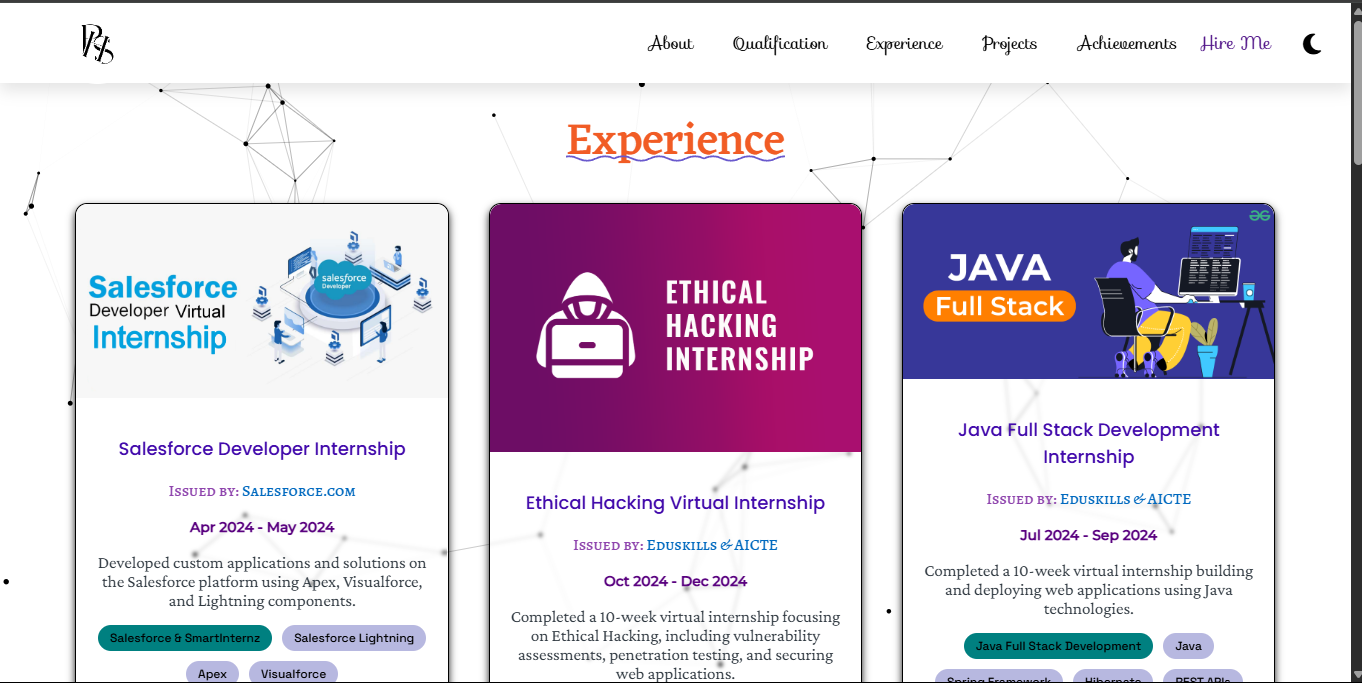 About Qualification Experience Projects Achievements Hire Me
Experience
Salesforce
Developer Virtual
Internship
salesforce
Developer
Salesforce Developer Internship
Issued by: Salesforce.com
Apr 2024 - May 2024
Developed custom applications and solutions on
the Salesforce platform using Apex, Visualforce,
and Lightning components.
Salesforce & SmartInternz Salesforce Lightning
Apex Visualforce
ETHICAL
HACKING
INTERNSHIP
Ethical Hacking Virtual Internship
Issued by: Eduskills & AICTE
Oct 2024 - Dec 2024
Completed a 10-week virtual internship focusing
on Ethical Hacking, including vulnerability
assessments, penetration testing, and securing
web applications.
JAVA
Full Stack
Java Full Stack Development
Internship
Issued by: Eduskills & AICTE
Jul 2024 - Sep 2024
Completed a 10-week virtual internship building
and deploying web applications using Java
technologies.
Java Full Stack Development Java
Spring Framework Hibernate REST APIs